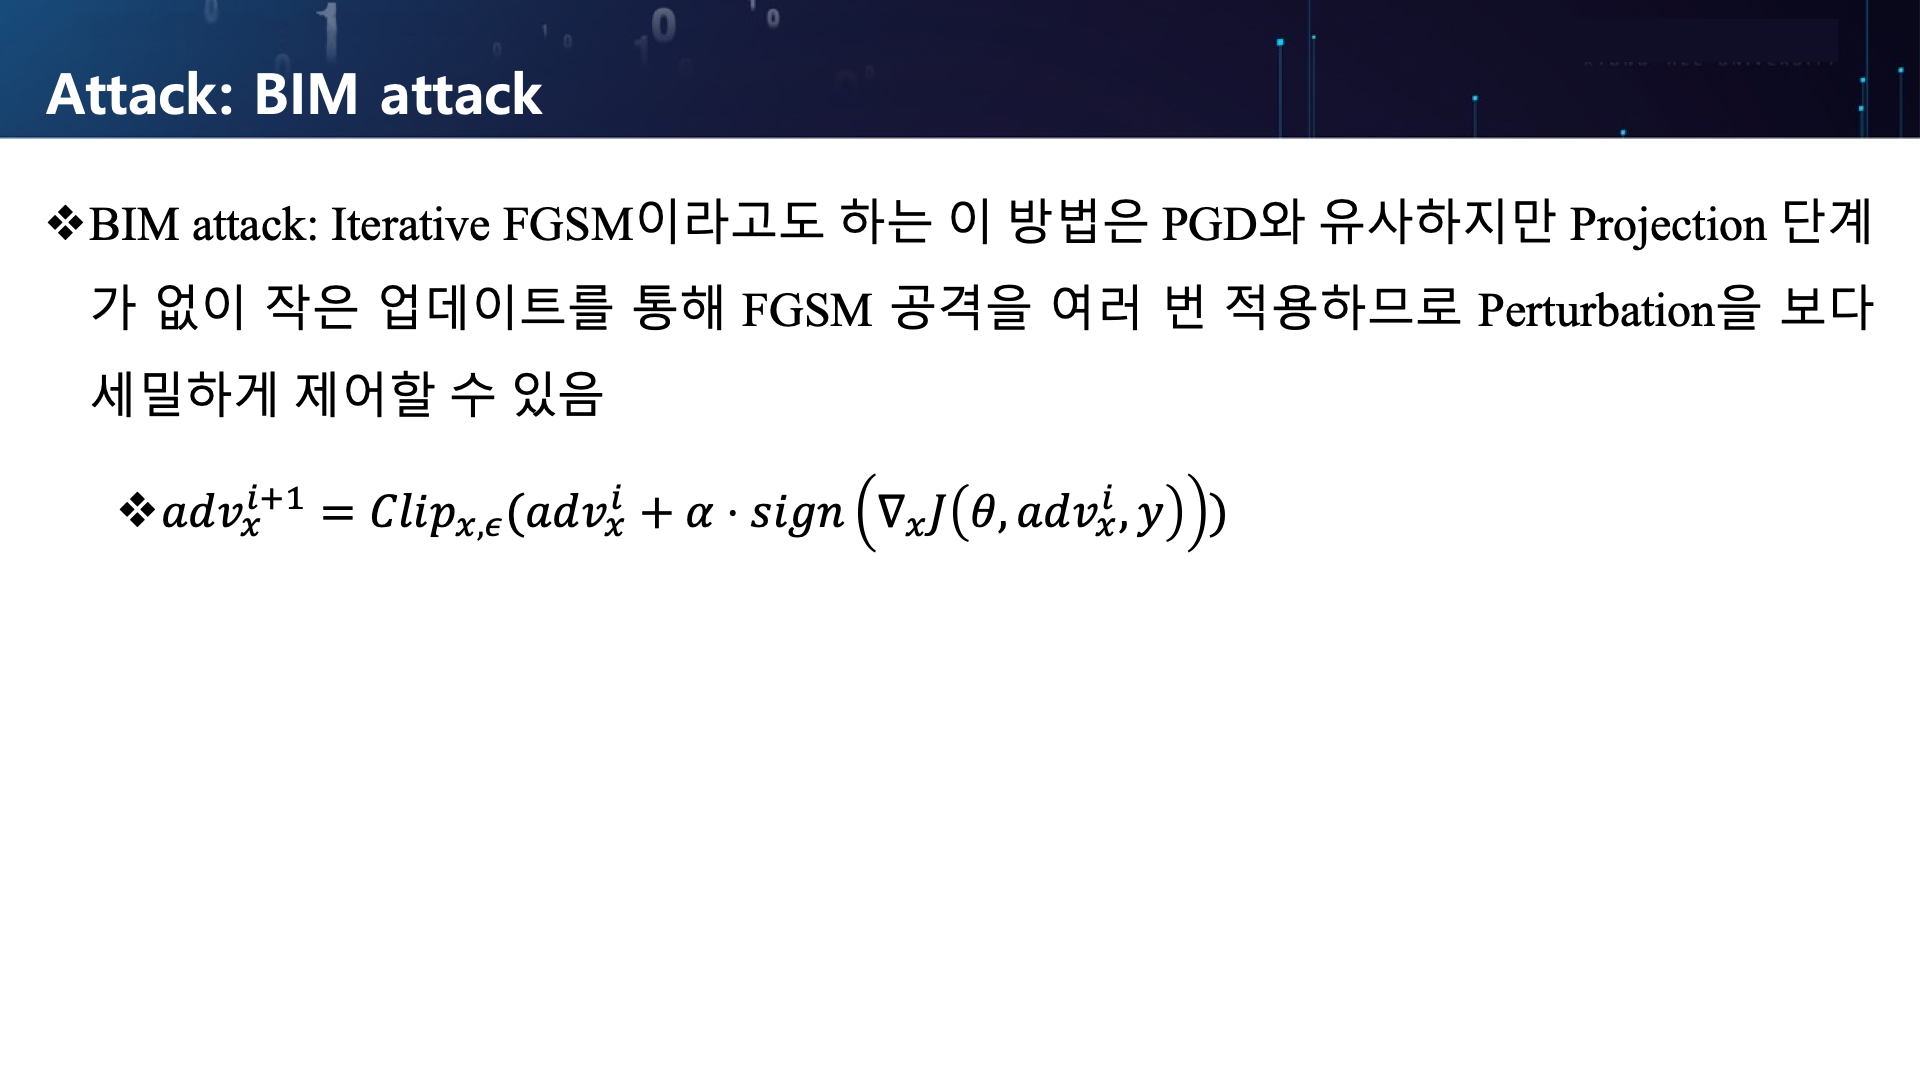 Attack: BIM attack
❖BIM attack: Iterative FGSM이라고도 하는 이 방법은 PGD와 유사하지만 Projection 단계
가 없이 작은 업데이트를 통해 FGSM 공격을 여러 번 적용하므로 Perturbation을 보다
세밀하게 제어할 수 있음
❖$adv_x^{i+1} = Clip_{x,\epsilon}(adv_x^i + \alpha \cdot sign(\nabla_x J(\theta, adv_x^i, y)))$